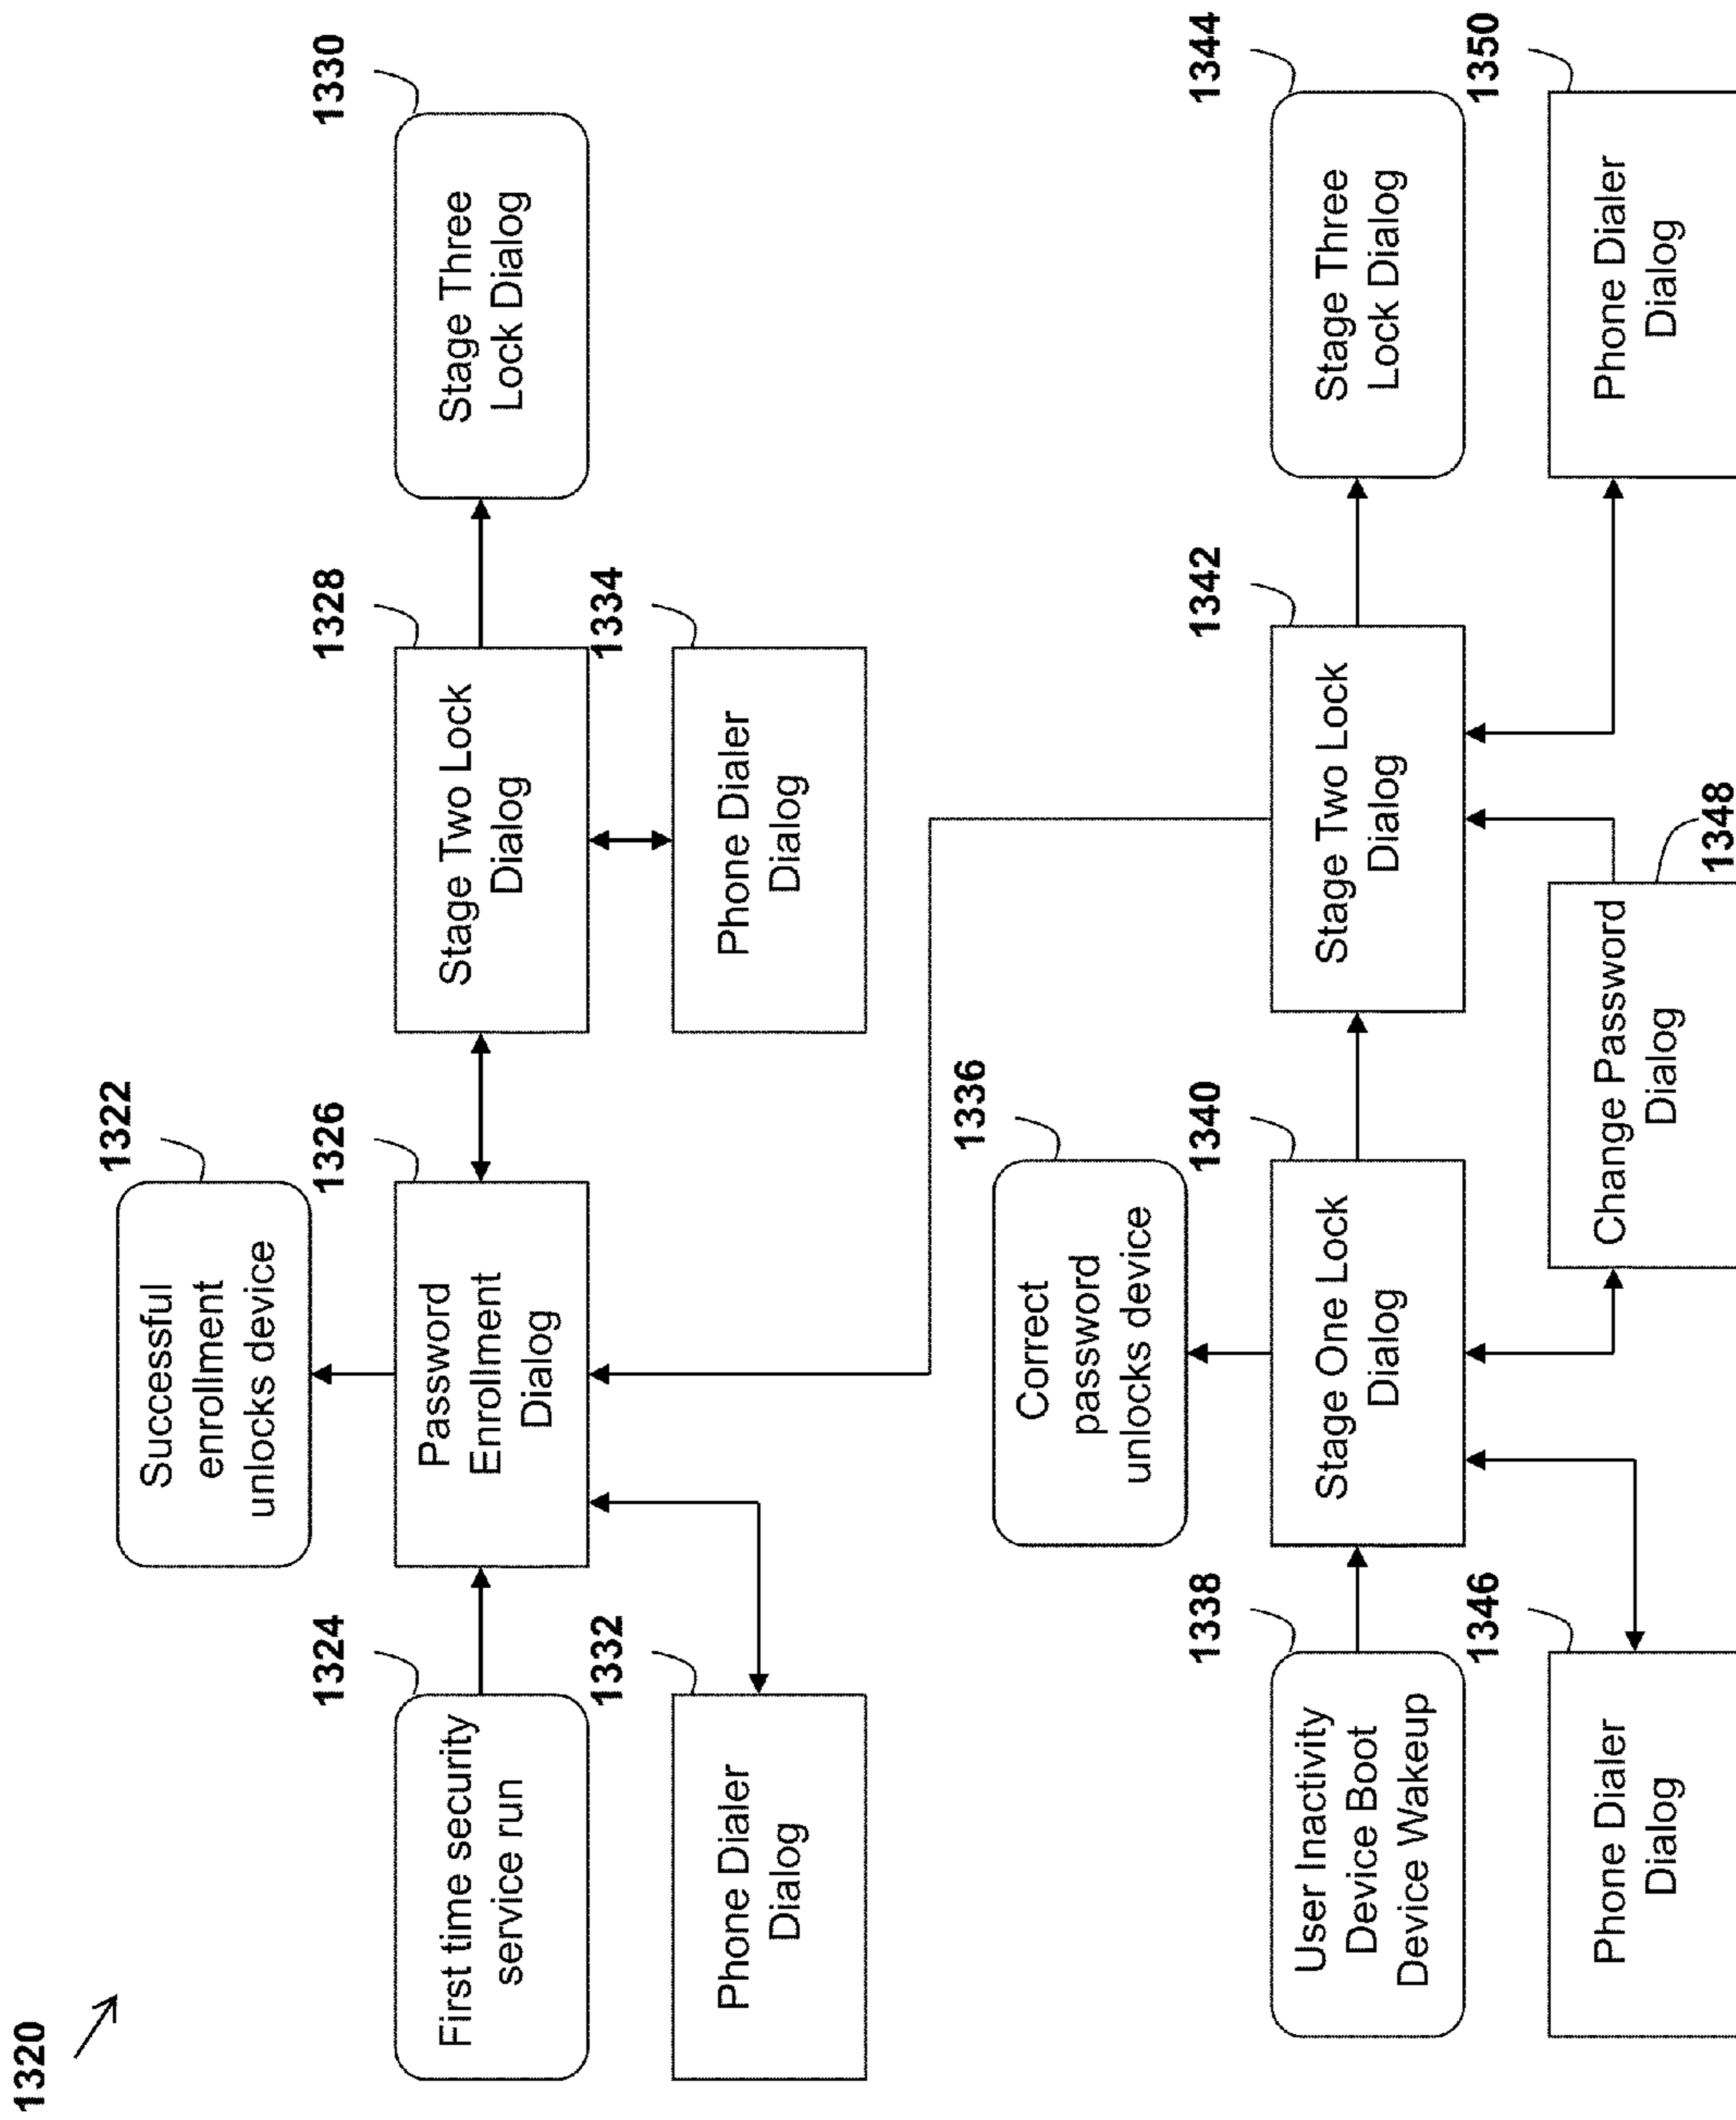 1320
1322
Successful
enrollment
unlocks device
1324
First time security
service run
1326
Password
Enrollment
Dialog
1328
Stage Two Lock
Dialog
1330
Stage Three
Lock Dialog
1332
Phone Dialer
Dialog
1334
Phone Dialer
Dialog
1336
Correct
password
unlocks device
1338
User Inactivity
Device Boot
Device Wakeup
1340
Stage One Lock
Dialog
1342
Stage Two Lock
Dialog
1344
Stage Three
Lock Dialog
1346
Phone Dialer
Dialog
Change Password
Dialog
1348
1350
Phone Dialer
Dialog